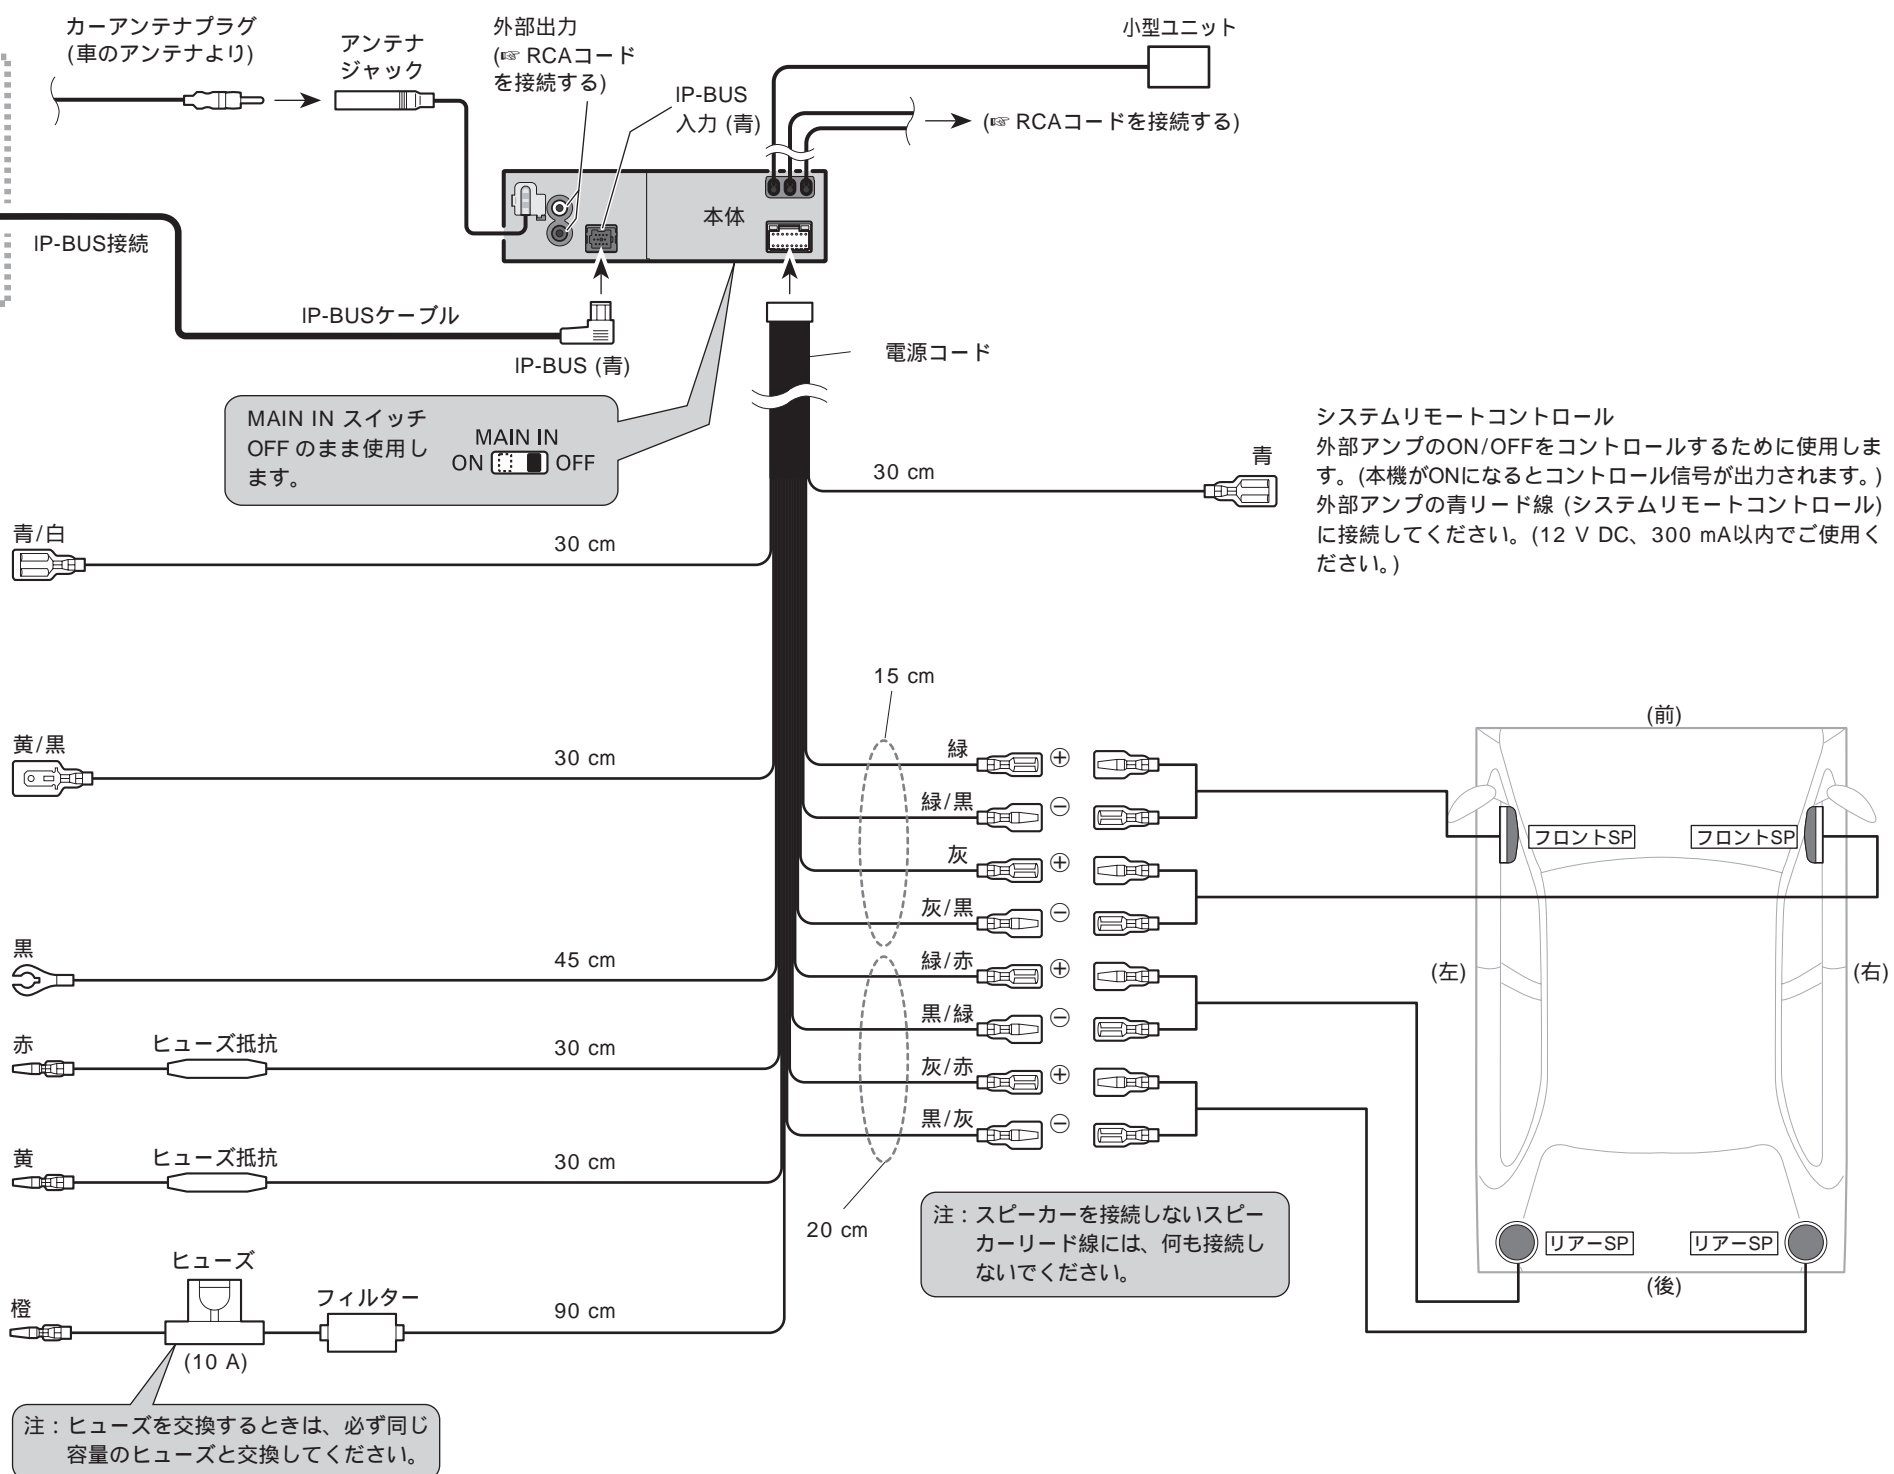 カーアンテナプラグ
(車のアンテナより)
アンテナ
ジャック
外部出力
(☞ RCAコード
を接続する)
IP-BUS
入力 (青)
小型ユニット
(☞ RCAコードを接続する)
本体
IP-BUS接続
IP-BUSケーブル
IP-BUS (青)
電源コード
MAIN IN スイッチ
OFF のまま使用し
ます。
MAIN IN
ON OFF
30 cm
青
システムリモートコントロール
外部アンプのON/OFFをコントロールするために使用しま
す。(本機がONになるとコントロール信号が出力されます。)
外部アンプの青リード線 (システムリモートコントロール)
に接続してください。(12 V DC、300 mA以内でご使用く
ださい。)
青/白
30 cm
黄/黒
30 cm
黒
45 cm
赤
ヒューズ抵抗
30 cm
黄
ヒューズ抵抗
30 cm
橙
ヒューズ
(10 A)
フィルター
90 cm
注：ヒューズを交換するときは、必ず同じ
容量のヒューズと交換してください。
15 cm
緑 ⊕
緑/黒 ⊖
灰 ⊕
灰/黒 ⊖
緑/赤 ⊕
黒/緑 ⊖
灰/赤 ⊕
黒/灰 ⊖
20 cm
注：スピーカーを接続しないスピー
カーリード線には、何も接続し
ないでください。
(前)
フロントSP
フロントSP
(左)
(右)
リアーSP
リアーSP
(後)